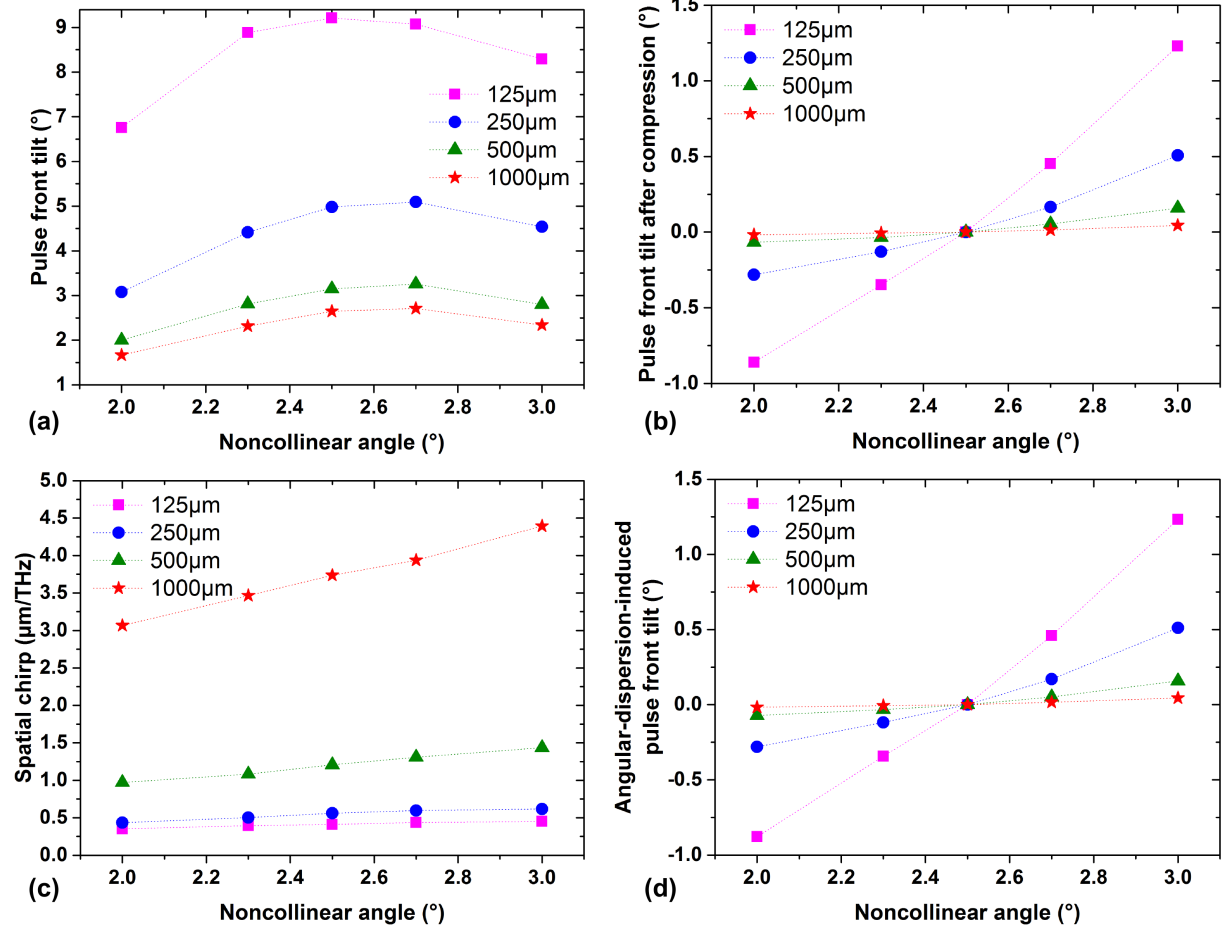 9
8
7
6
5
4
3
2
1
2.0
2.2
2.4
2.6
2.8
3.0
Pulse front tilt (°)
Noncollinear angle (°)
125μm
250μm
500μm
1000μm
(a)
1.5
1.0
0.5
0.0
-0.5
-1.0
2.0
2.2
2.4
2.6
2.8
3.0
Pulse front tilt after compression (°)
Noncollinear angle (°)
125μm
250μm
500μm
1000μm
(b)
5.0
4.5
4.0
3.5
3.0
2.5
2.0
1.5
1.0
0.5
0.0
2.0
2.2
2.4
2.6
2.8
3.0
Spatial chirp (μm/THz)
Noncollinear angle (°)
125μm
250μm
500μm
1000μm
(c)
1.5
1.0
0.5
0.0
-0.5
-1.0
2.0
2.2
2.4
2.6
2.8
3.0
Angular-dispersion-induced
pulse front tilt (°)
Noncollinear angle (°)
125μm
250μm
500μm
1000μm
(d)